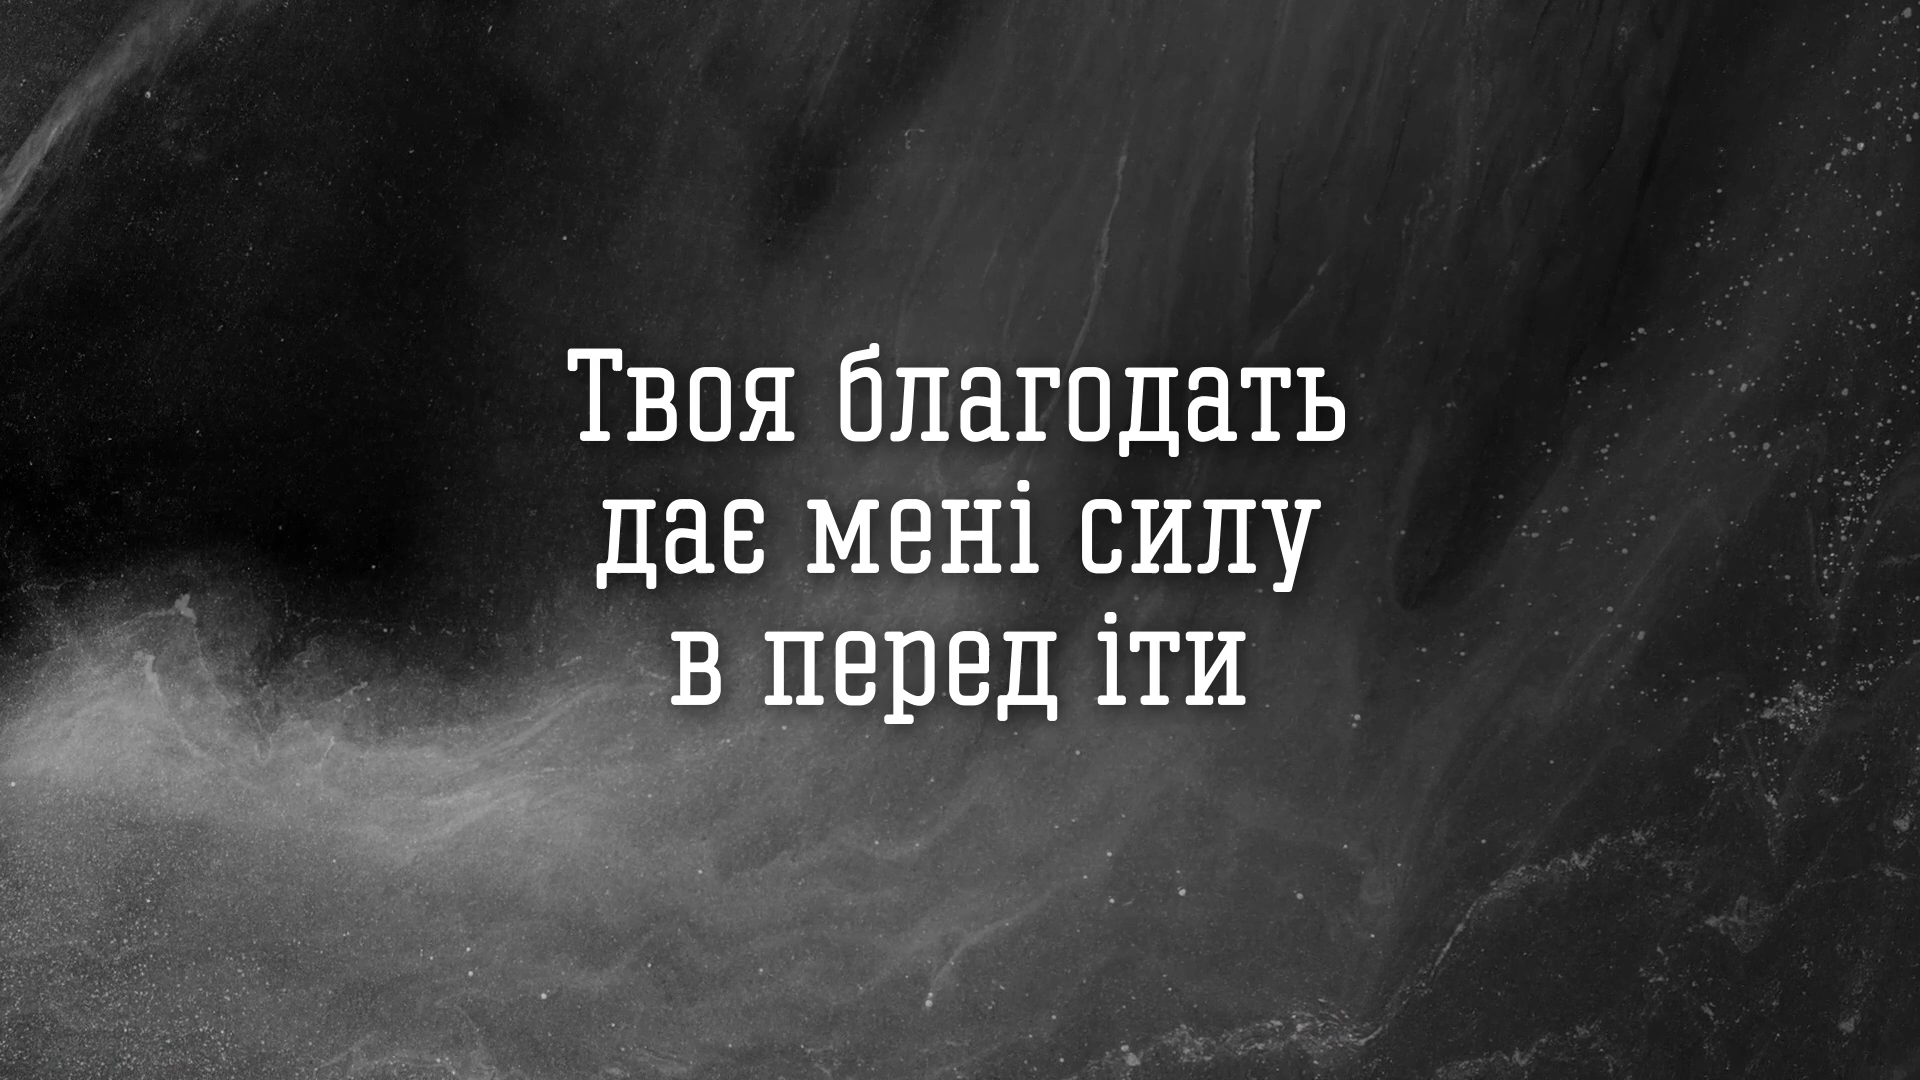 Твоя благодать
дає мені силу
в перед іти